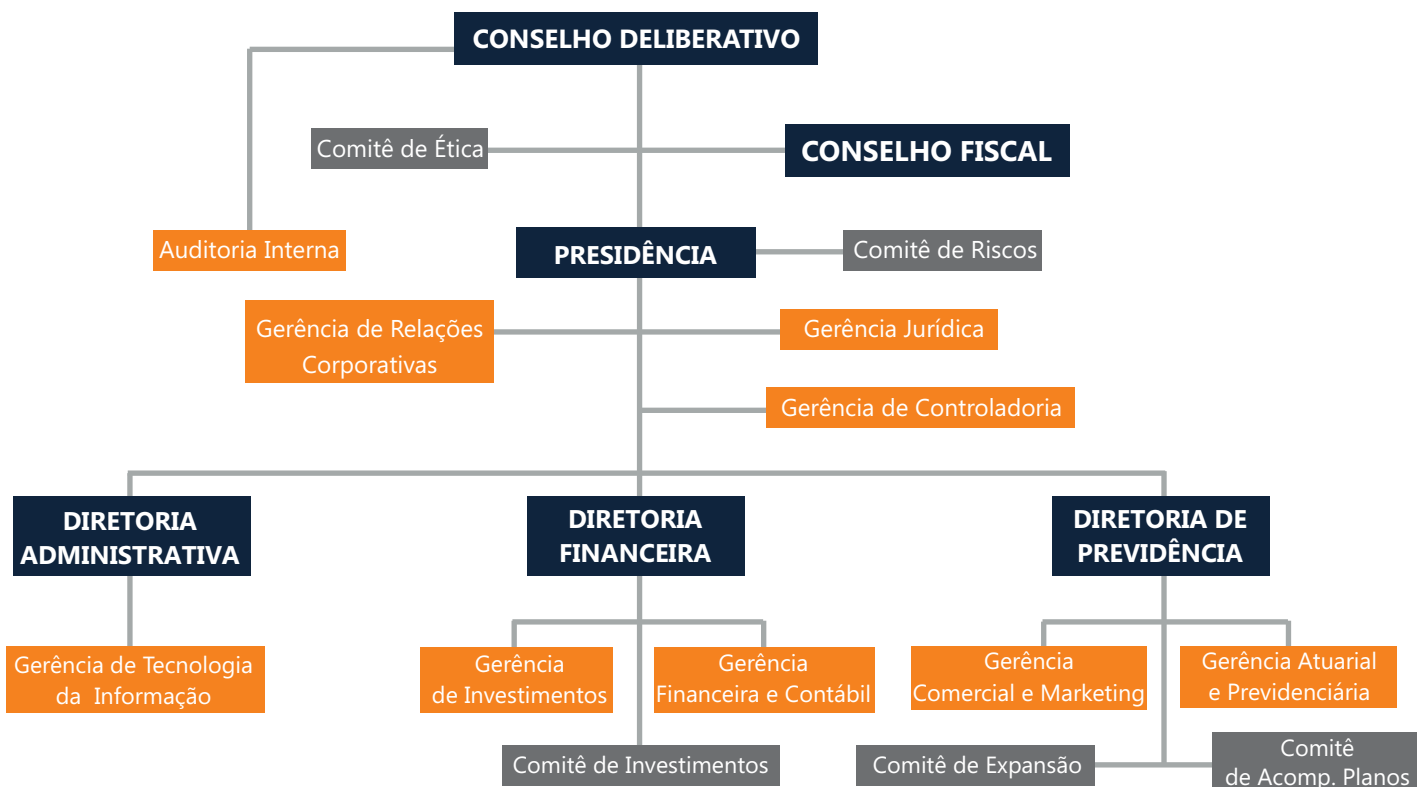 CONSELHO DELIBERATIVO
Comitê de Ética
CONSELHO FISCAL
Auditoria Interna
PRESIDÊNCIA
Comitê de Riscos
Gerência de Relações
Corporativas
Gerência Jurídica
Gerência de Controladoria
DIRETORIA
ADMINISTRATIVA
DIRETORIA
FINANCEIRA
DIRETORIA DE
PREVIDÊNCIA
Gerência de Tecnologia
da Informação
Gerência
de Investimentos
Gerência
Financeira e Contábil
Gerência
Comercial e Marketing
Gerência Atuarial
e Previdenciária
Comitê de Investimentos
Comitê de Expansão
Comitê
de Acomp. Planos